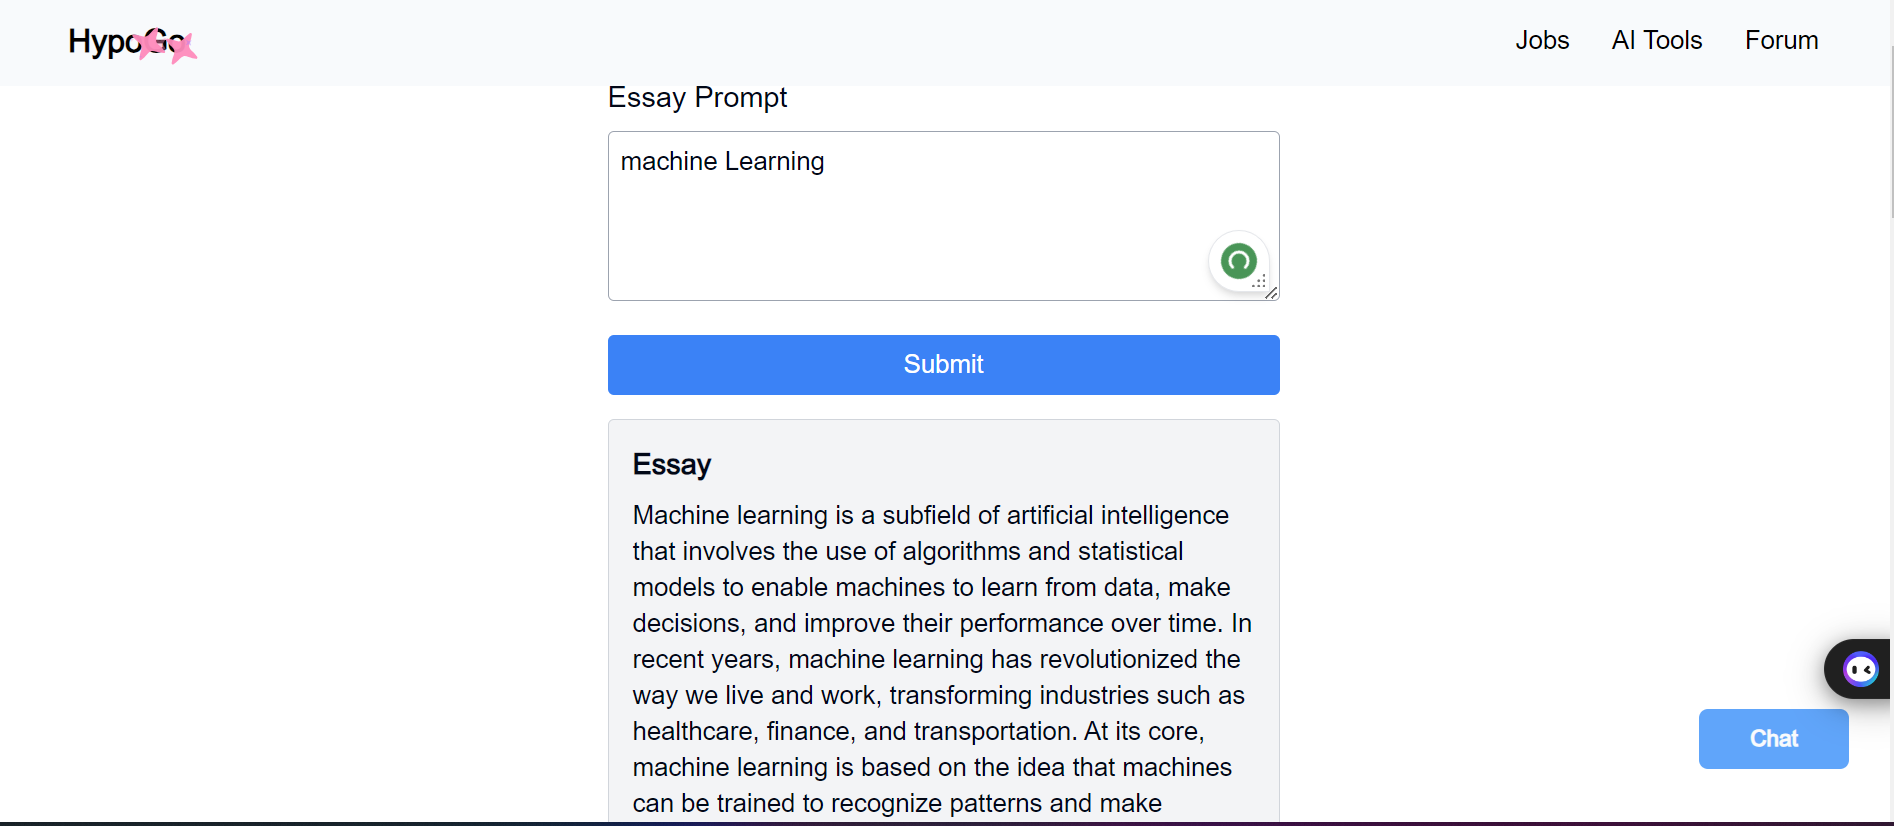 HypoGo
Jobs AI Tools Forum
Essay Prompt
machine Learning
Submit
Essay
Machine learning is a subfield of artificial intelligence
that involves the use of algorithms and statistical
models to enable machines to learn from data, make
decisions, and improve their performance over time. In
recent years, machine learning has revolutionized the
way we live and work, transforming industries such as
healthcare, finance, and transportation. At its core,
machine learning is based on the idea that machines
can be trained to recognize patterns and make
Chat